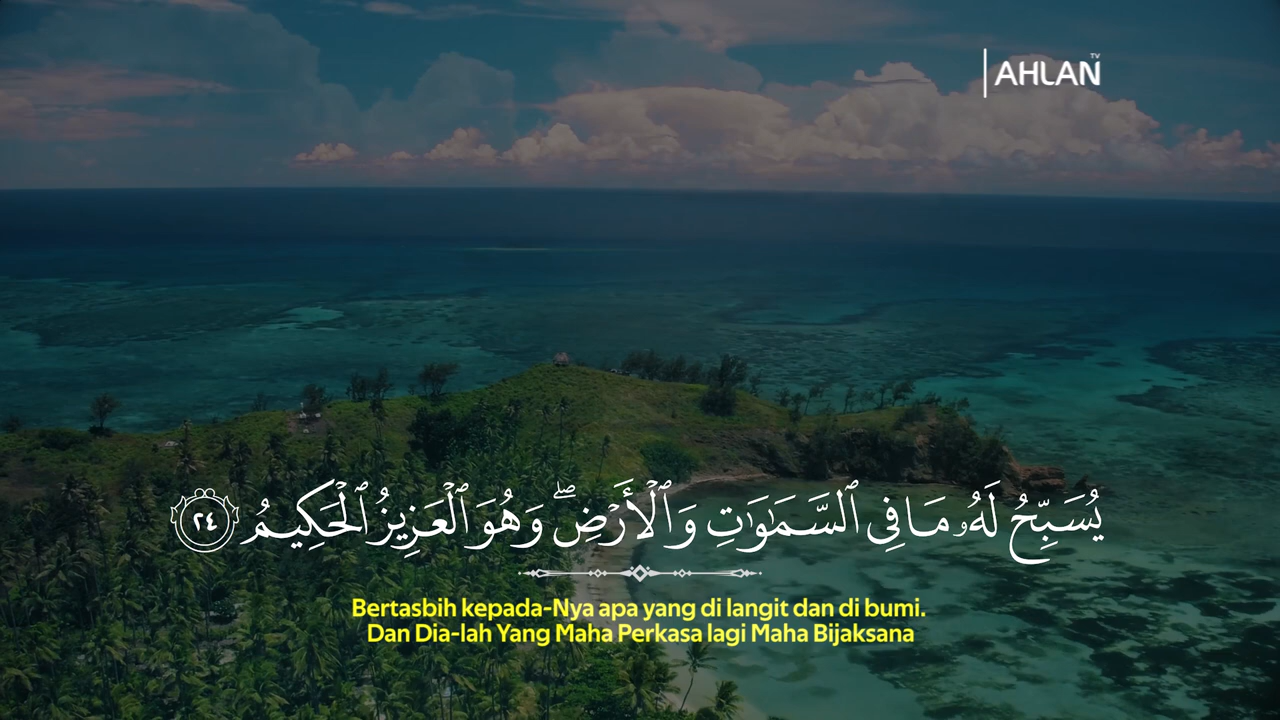 AHLAN TV
يُسَبِّحُ لَهُۥ مَا فِى ٱلسَّمَـٰوَٰتِ وَٱلْأَرْضِ ۖ وَهُوَ ٱلْعَزِيزُ ٱلْحَكِيمُ ٢٤
Bertasbih kepada-Nya apa yang di langit dan di bumi.
Dan Dia-lah Yang Maha Perkasa lagi Maha Bijaksana